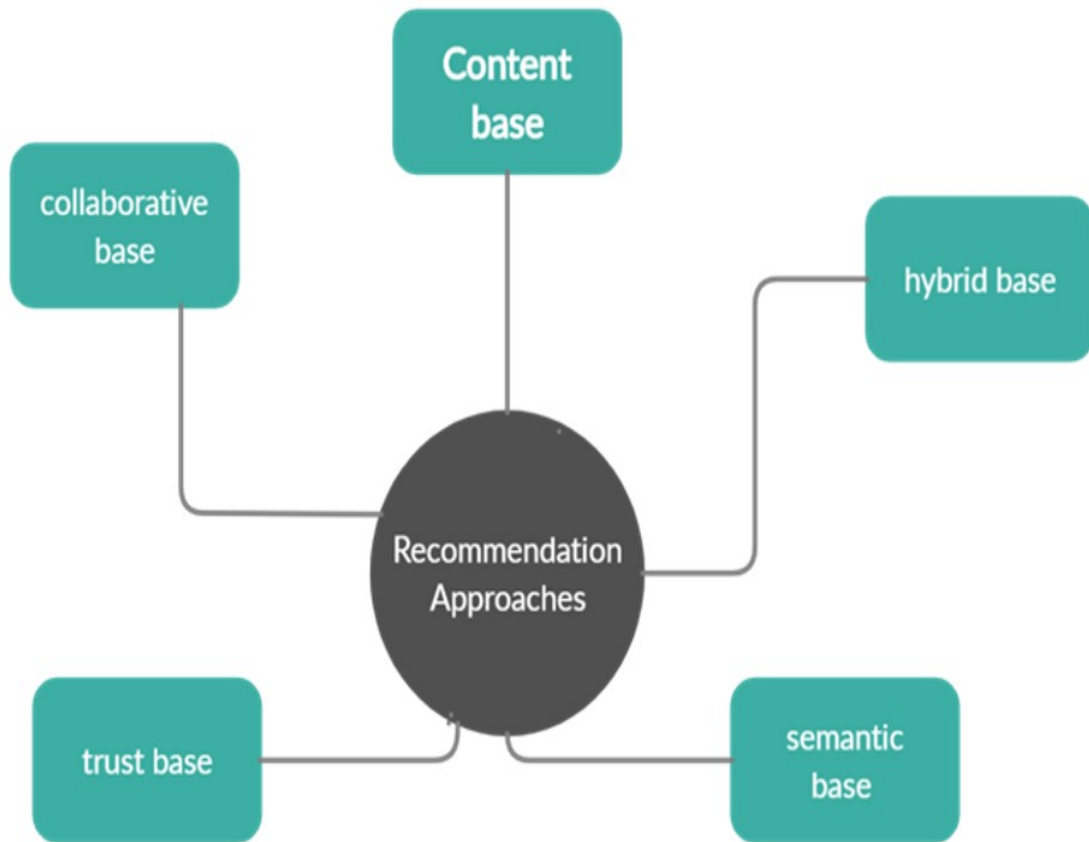 Content
base
collaborative
base
hybrid base
Recommendation
Approaches
trust base
semantic
base